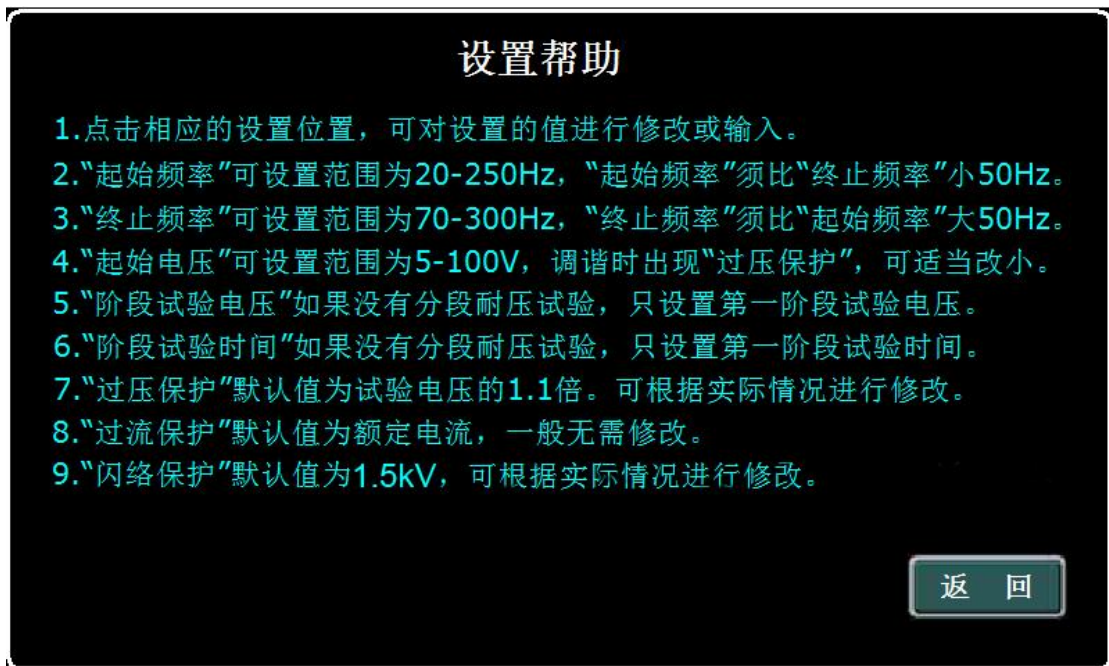 设置帮助
1.点击相应的设置位置，可对设置的值进行修改或输入。
2.“起始频率”可设置范围为20-250Hz，“起始频率”须比“终止频率”小50Hz。
3.“终止频率”可设置范围为70-300Hz，“终止频率”须比“起始频率”大50Hz。
4.“起始电压”可设置范围为5-100V，调谐时出现“过压保护”，可适当改小。
5.“阶段试验电压”如果没有分段耐压试验，只设置第一阶段试验电压。
6.“阶段试验时间”如果没有分段耐压试验，只设置第一阶段试验时间。
7.“过压保护”默认值为试验电压的1.1倍。可根据实际情况进行修改。
8.“过流保护”默认值为额定电流，一般无需修改。
9.“闪络保护”默认值为1.5kV，可根据实际情况进行修改。
返 回